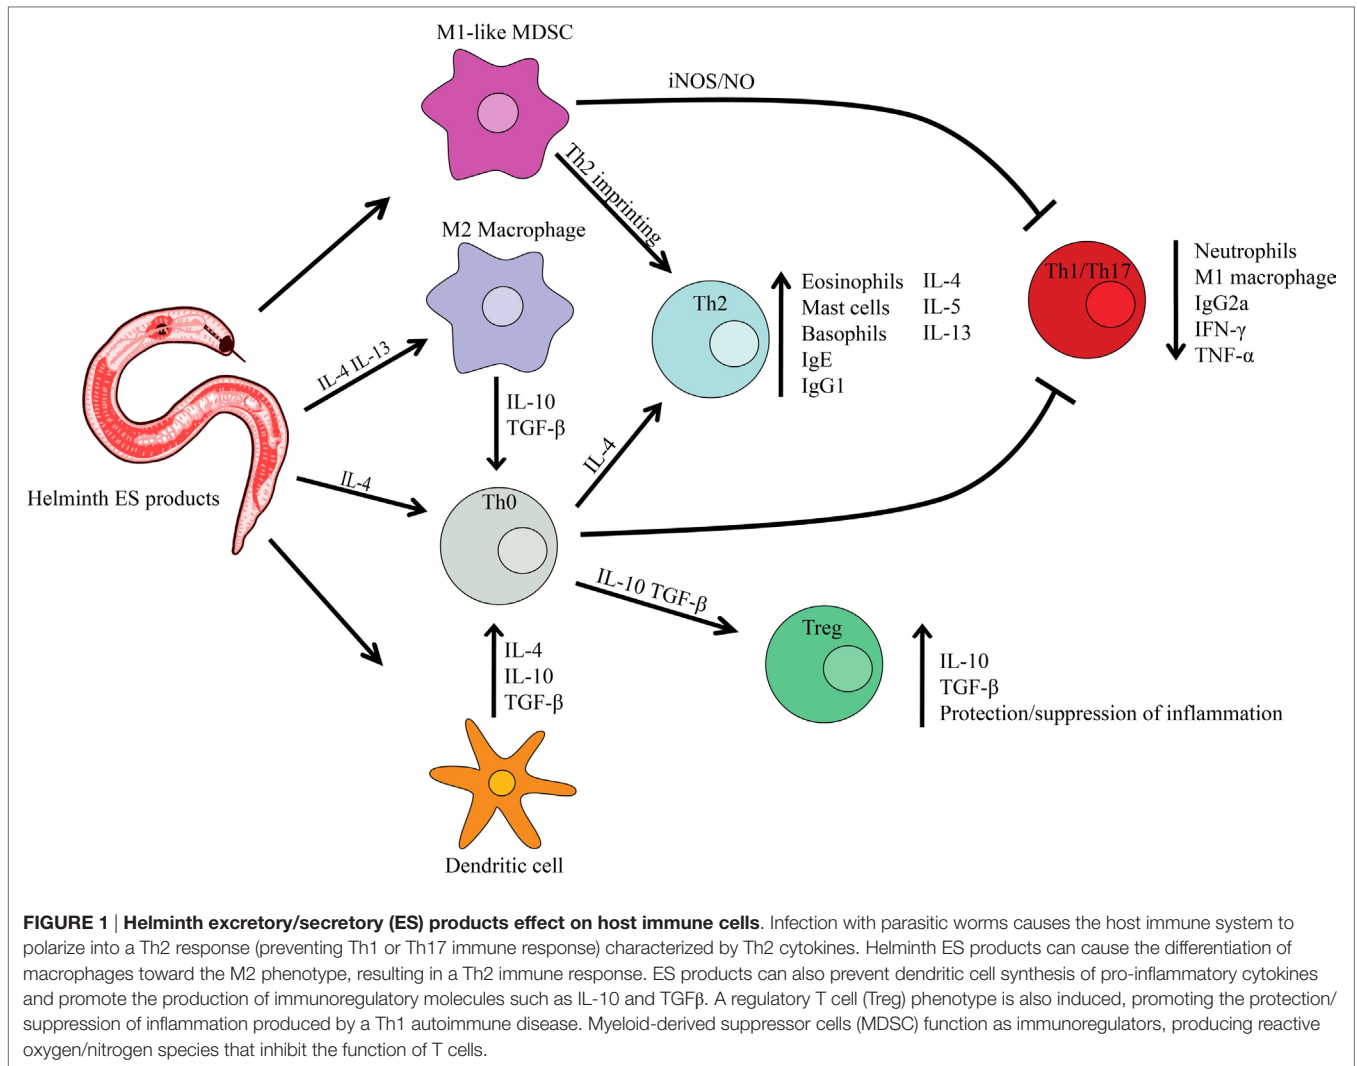 M1-like MDSC
iNOS/NO
Th2 imprinting
M2 Macrophage
Th2
Eosinophils IL-4
Mast cells IL-5
Basophils IL-13
IgE
IgG1
Th1/Th17
Neutrophils
M1 macrophage
IgG2a
IFN-γ
TNF-α
IL-4 IL-13
IL-10
TGF-β
IL-4
Helminth ES products
IL-4
Th0
IL-10 TGF-β
Treg
IL-10
TGF-β
Protection/suppression of inflammation
IL-4
IL-10
TGF-β
Dendritic cell
FIGURE 1 | Helminth excretory/secretory (ES) products effect on host immune cells. Infection with parasitic worms causes the host immune system to
polarize into a Th2 response (preventing Th1 or Th17 immune response) characterized by Th2 cytokines. Helminth ES products can cause the differentiation of
macrophages toward the M2 phenotype, resulting in a Th2 immune response. ES products can also prevent dendritic cell synthesis of pro-inflammatory cytokines
and promote the production of immunoregulatory molecules such as IL-10 and TGFβ. A regulatory T cell (Treg) phenotype is also induced, promoting the protection/
suppression of inflammation produced by a Th1 autoimmune disease. Myeloid-derived suppressor cells (MDSC) function as immunoregulators, producing reactive
oxygen/nitrogen species that inhibit the function of T cells.